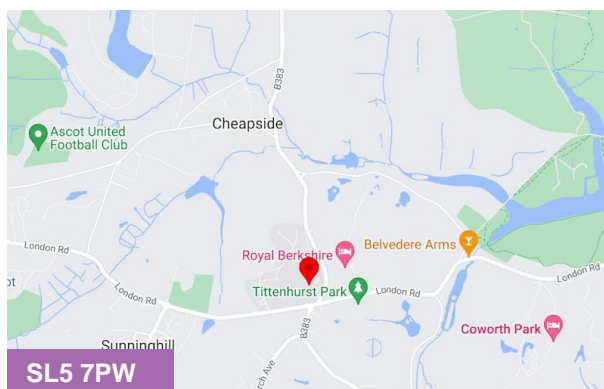 B383
Cheapside
Ascot United
Football Club
London Rd
Royal Berkshire
Belvedere Arms
London Rd
Tittenhurst Park
London Rd
London Rd
B383
Coworth Park
Sunninghill
SL5 7PW